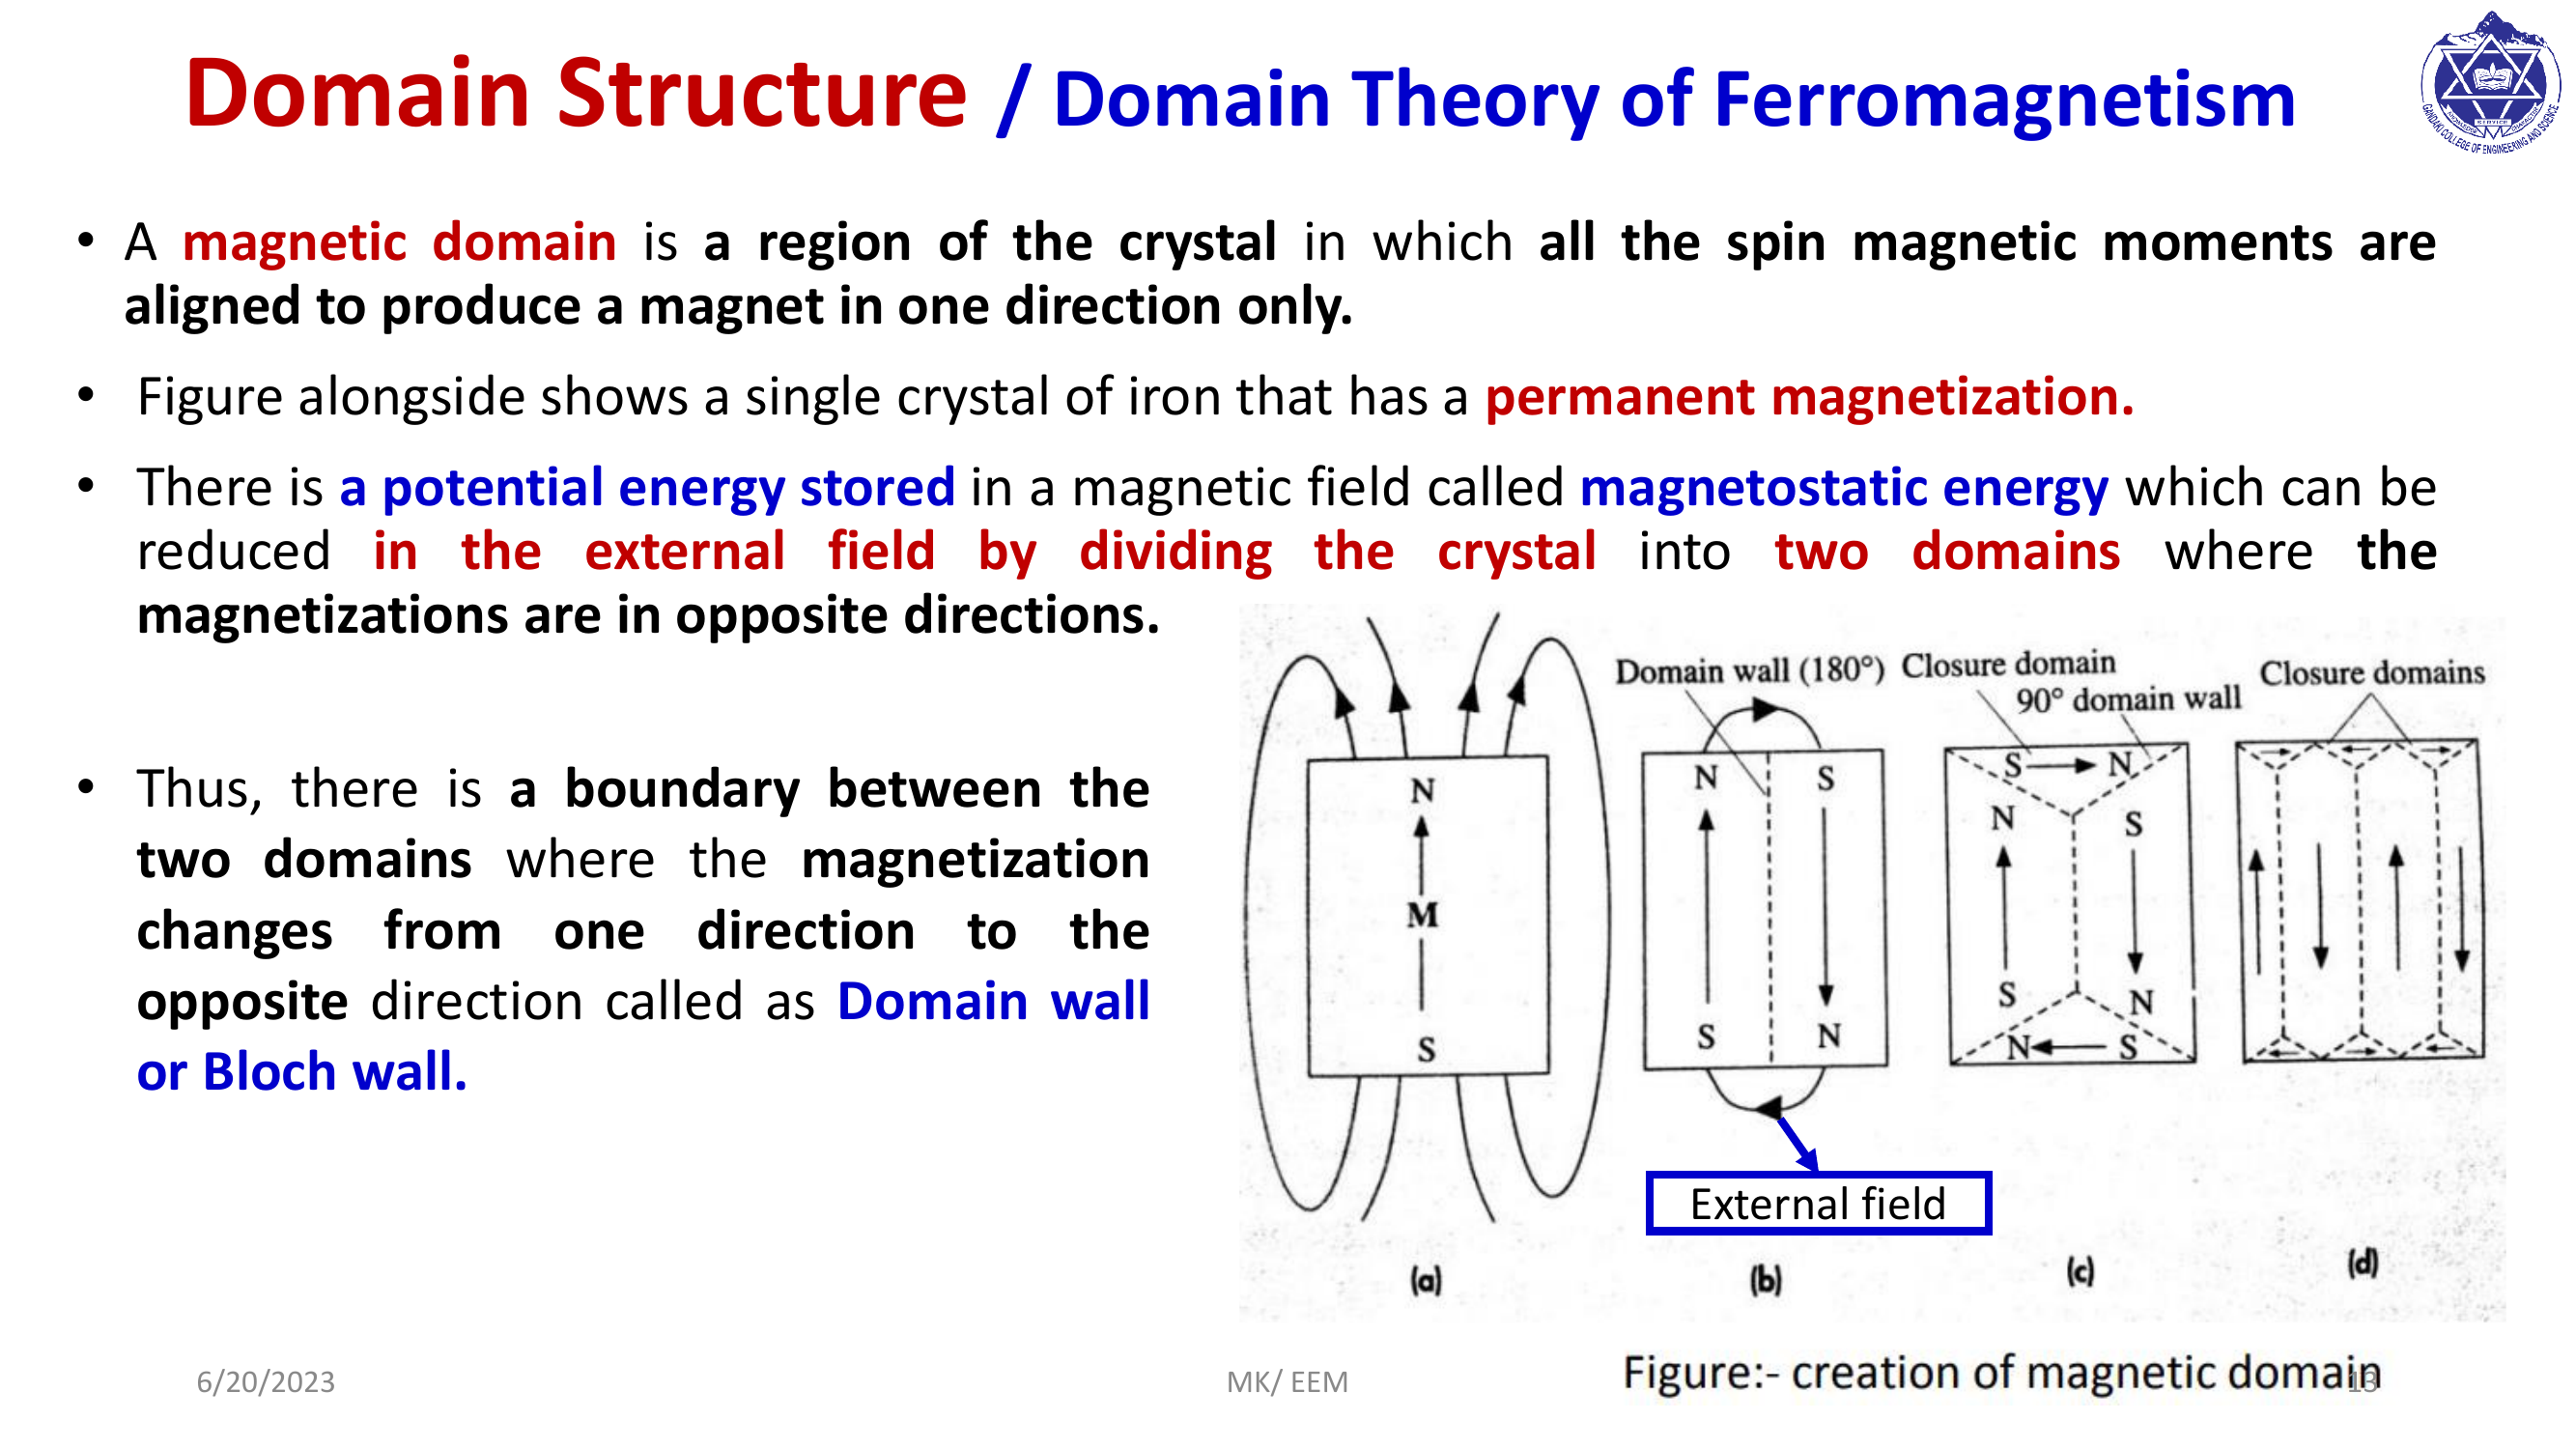 Domain Structure / Domain Theory of Ferromagnetism
GANDAKI COLLEGE OF ENGINEERING AND SCIENCE
• A magnetic domain is a region of the crystal in which all the spin magnetic moments are
aligned to produce a magnet in one direction only.
• Figure alongside shows a single crystal of iron that has a permanent magnetization.
• There is a potential energy stored in a magnetic field called magnetostatic energy which can be
reduced in the external field by dividing the crystal into two domains where the
magnetizations are in opposite directions.
• Thus, there is a boundary between the
two domains where the magnetization
changes from one direction to the
opposite direction called as Domain wall
or Bloch wall.
Domain wall (180°) Closure domain
90° domain wall
Closure domains
N
M
S
N S
S N
S N
N S
S N
N S
External field
(a) (b) (c) (d)
Figure:- creation of magnetic domain
6/20/2023 MK/ EEM 13